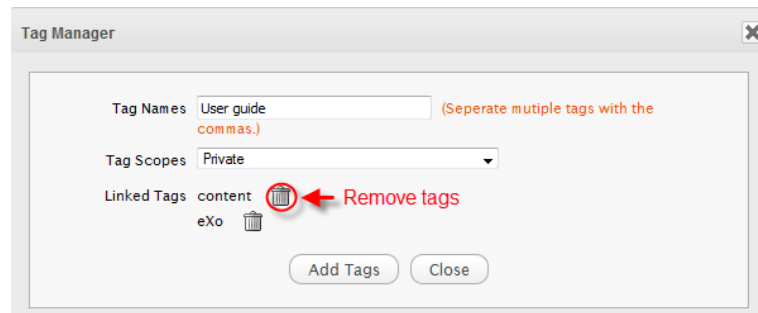 Tag Manager
Tag Names User guide (Seperate mutiple tags with the
commas.)
Tag Scopes Private
Linked Tags content Remove tags
eXo
Add Tags Close